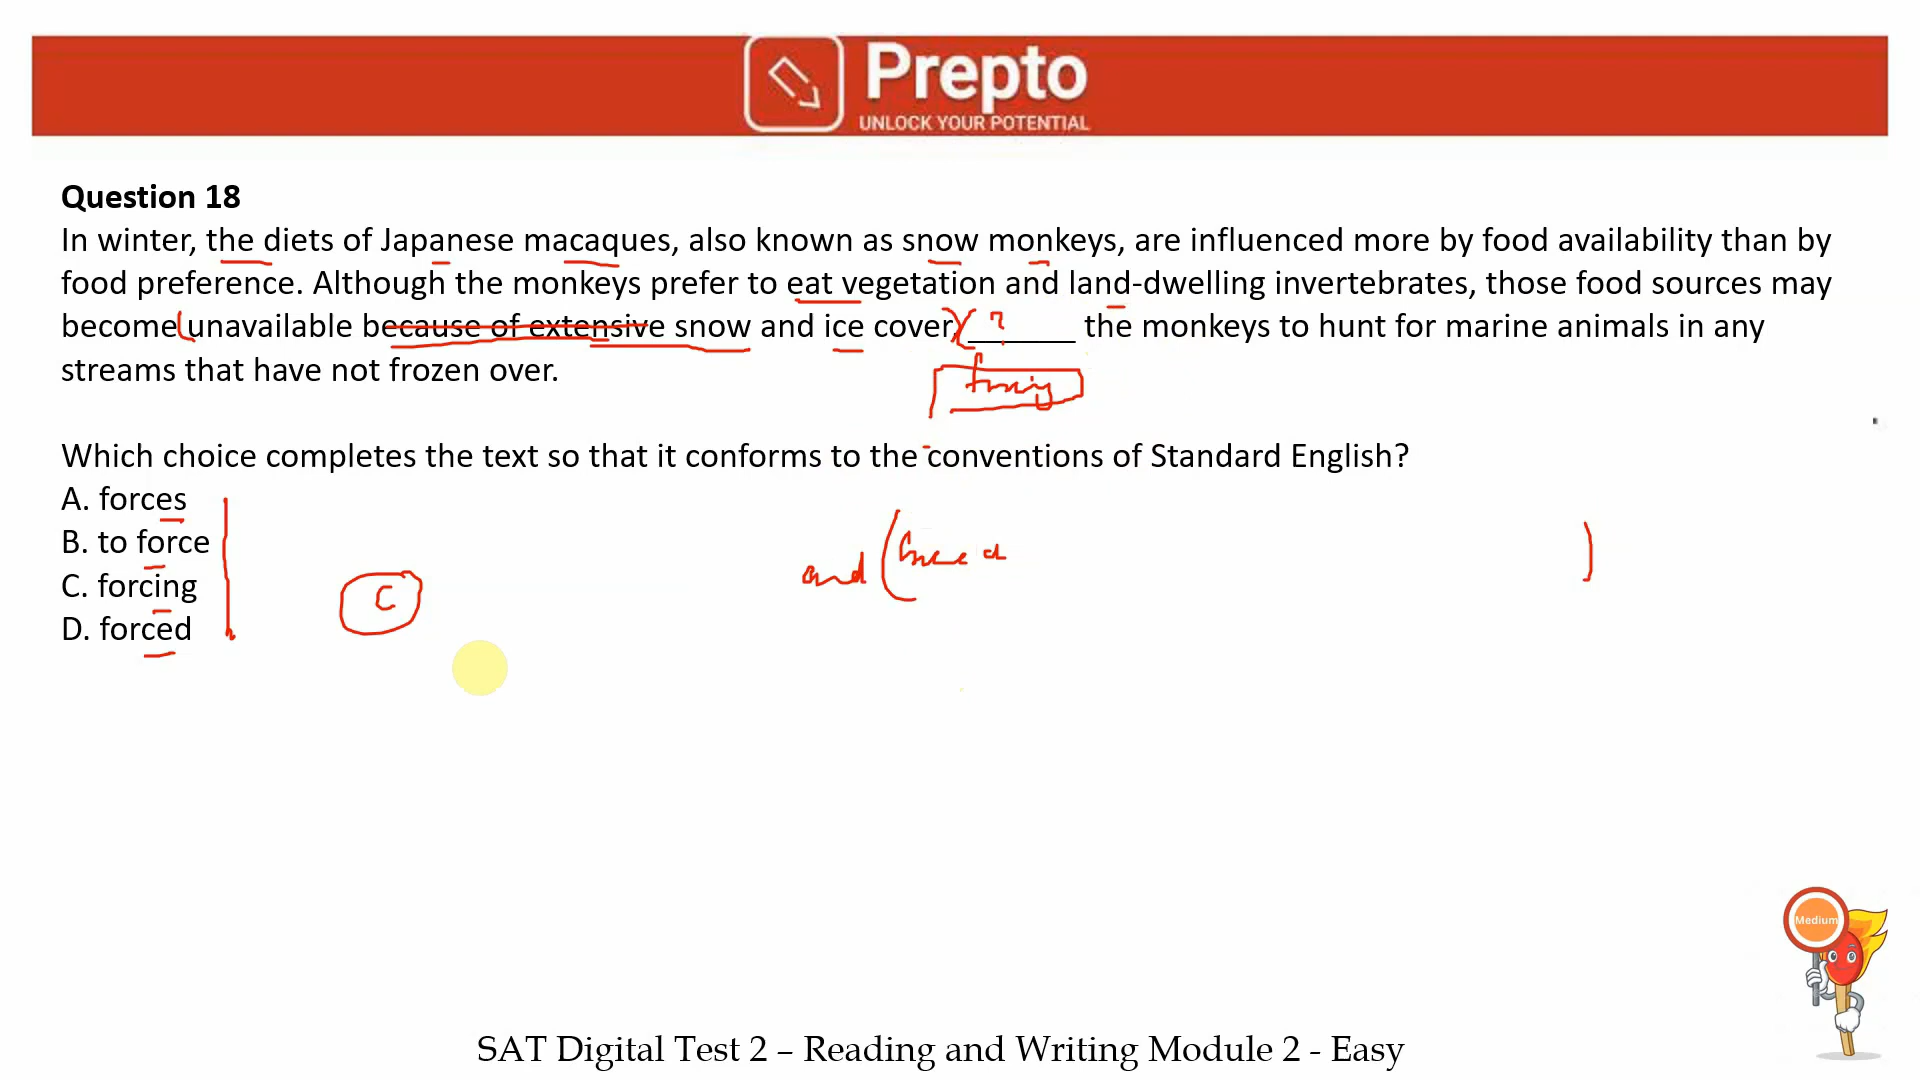 Prepto
UNLOCK YOUR POTENTIAL
Question 18
In winter, the diets of Japanese macaques, also known as snow monkeys, are influenced more by food availability than by
food preference. Although the monkeys prefer to eat vegetation and land-dwelling invertebrates, those food sources may
become unavailable because of extensive snow and ice cover, ? ______ the monkeys to hunt for marine animals in any
streams that have not frozen over.
Which choice completes the text so that it conforms to the conventions of Standard English?
A. forces
B. to force
C. forcing
D. forced
and
C
Medium
SAT Digital Test 2 – Reading and Writing Module 2 - Easy